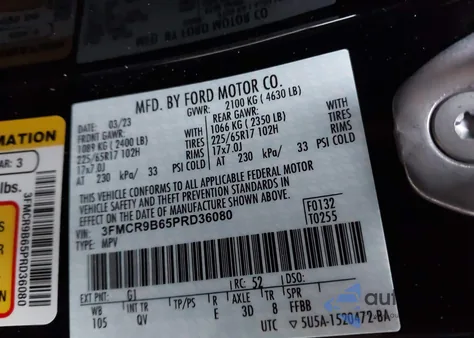 MFD. BY FORD MOTOR CO.
DATE: 03/23 GVWR: 2100 KG ( 4630 LB)
FRONT GAWR: REAR GAWR:
1089 KG ( 2400 LB) WITH 1066 KG ( 2350 LB) WITH
225/65R17 102H TIRES 225/65R17 102H TIRES
17x7.0J RIMS 17x7.0J RIMS
AT 230 kPa/ 33 PSI COLD AT 230 kPa/ 33 PSI COLD
THIS VEHICLE CONFORMS TO ALL APPLICABLE FEDERAL MOTOR
VEHICLE SAFETY AND THEFT PREVENTION STANDARDS IN
EFFECT ON THE DATE OF MANUFACTURE SHOWN ABOVE.
VIN: 3FMCR9B65PRD36080 F0132
TYPE: MPV T0255
EXT PNT: G1 RC: 52 DSO:
WB INT TR TP/PS R AXLE TR SPR
105 QV E 3D 8 FFBB
UTC ▽ 5U5A-1520472-BA
RMATION
AR: 3
lbs.
3FMCR9B65PRD36080
auto